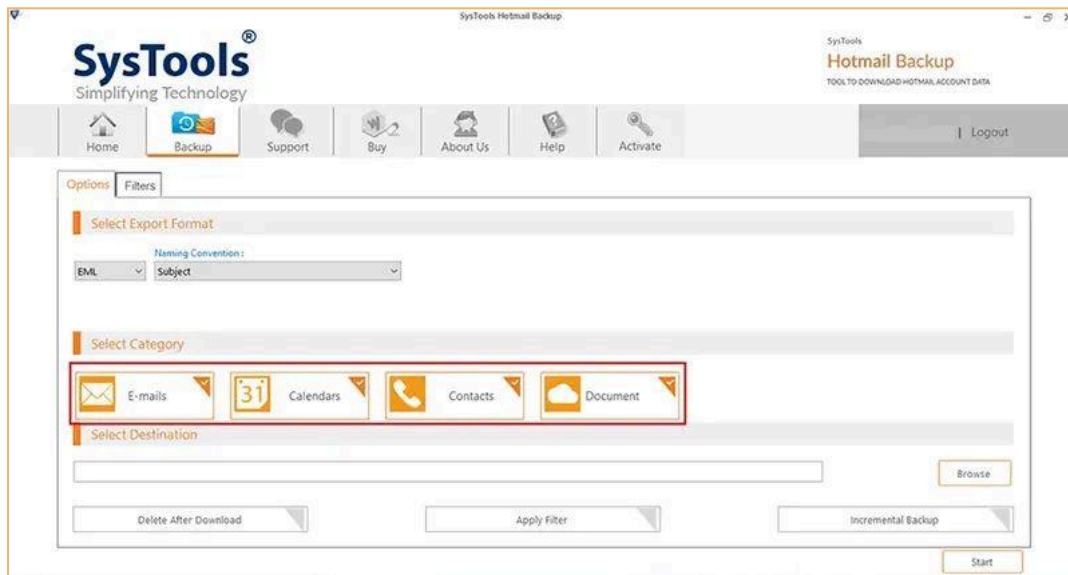 SysTools Hotmail Backup
SysTools®
Simplifying Technology
SysTools
Hotmail Backup
TOOL TO DOWNLOAD HOTMAIL ACCOUNT DATA
Home
Backup
Support
Buy
About Us
Help
Activate
| Logout
Options
Filters
Select Export Format
Naming Convention :
EML
Subject
Select Category
E-mails
31
Calendars
Contacts
Document
Select Destination
Browse
Delete After Download
Apply Filter
Incremental Backup
Start